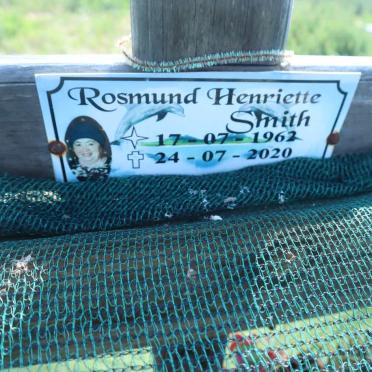 Rosmund Henriette
Smith
17 - 07 - 1962
24 - 07 - 2020